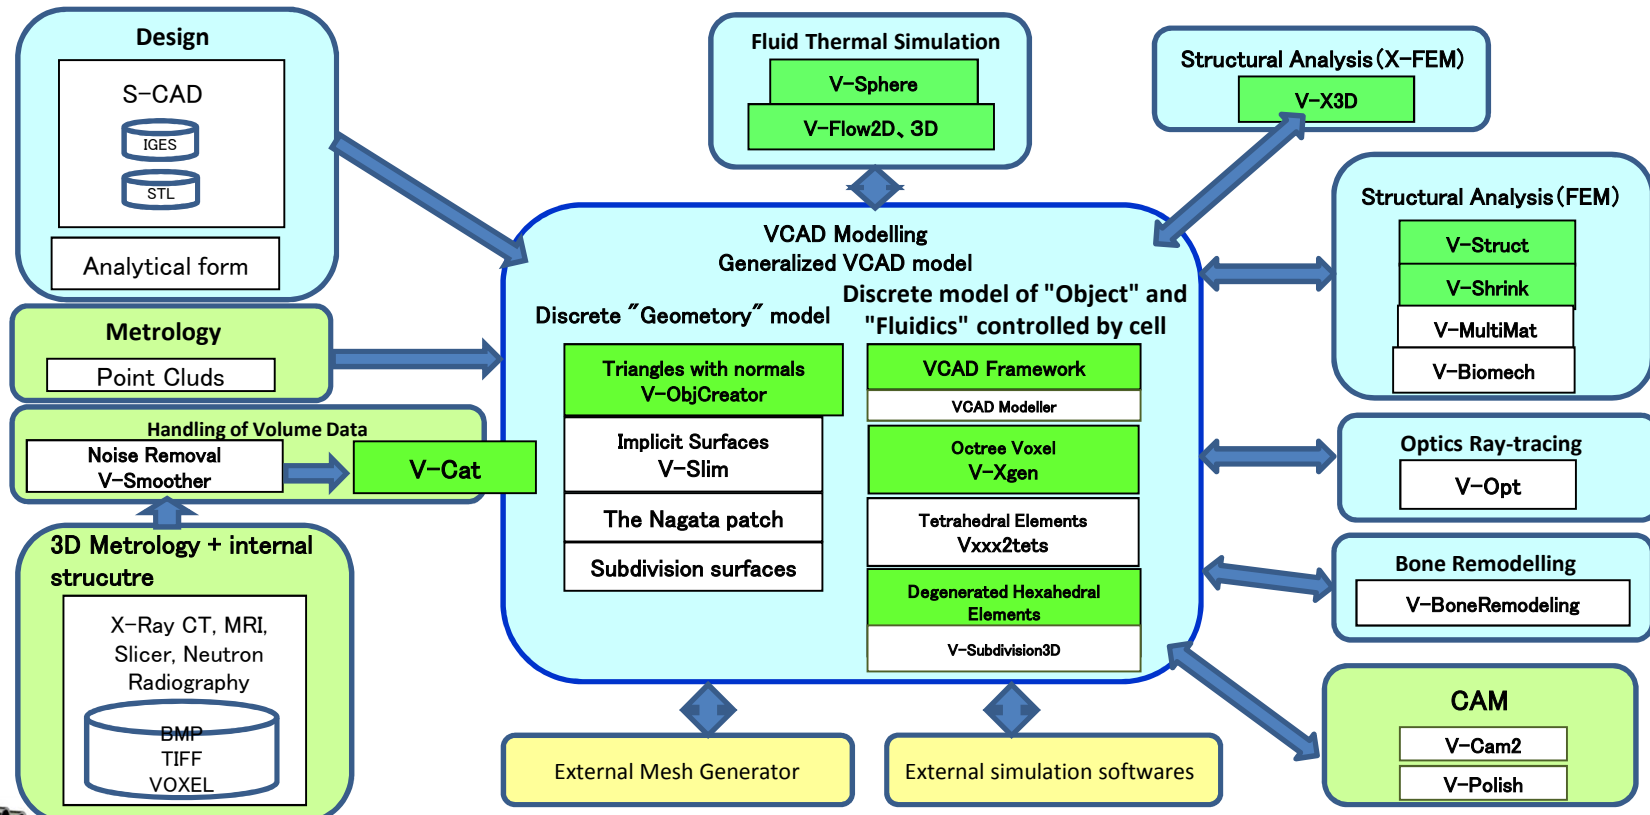 Design
S-CAD
IGES
STL
Analytical form
Metrology
Point Cluds
Handling of Volume Data
Noise Removal
V-Smoother
V-Cat
3D Metrology + internal
strucutre
X-Ray CT, MRI,
Slicer, Neutron
Radiography
BMP
TIFF
VOXEL
Fluid Thermal Simulation
V-Sphere
V-Flow2D、3D
VCAD Modelling
Generalized VCAD model
Discrete "Geometory" model
Triangles with normals
V-ObjCreator
Implicit Surfaces
V-Slim
The Nagata patch
Subdivision surfaces
Discrete model of "Object" and
"Fluidics" controlled by cell
VCAD Framework
VCAD Modeller
Octree Voxel
V-Xgen
Tetrahedral Elements
Vxxx2tets
Degenerated Hexahedral
Elements
V-Subdivision3D
External Mesh Generator
External simulation softwares
Structural Analysis(X-FEM)
V-X3D
Structural Analysis(FEM)
V-Struct
V-Shrink
V-MultiMat
V-Biomech
Optics Ray-tracing
V-Opt
Bone Remodelling
V-BoneRemodeling
CAM
V-Cam2
V-Polish